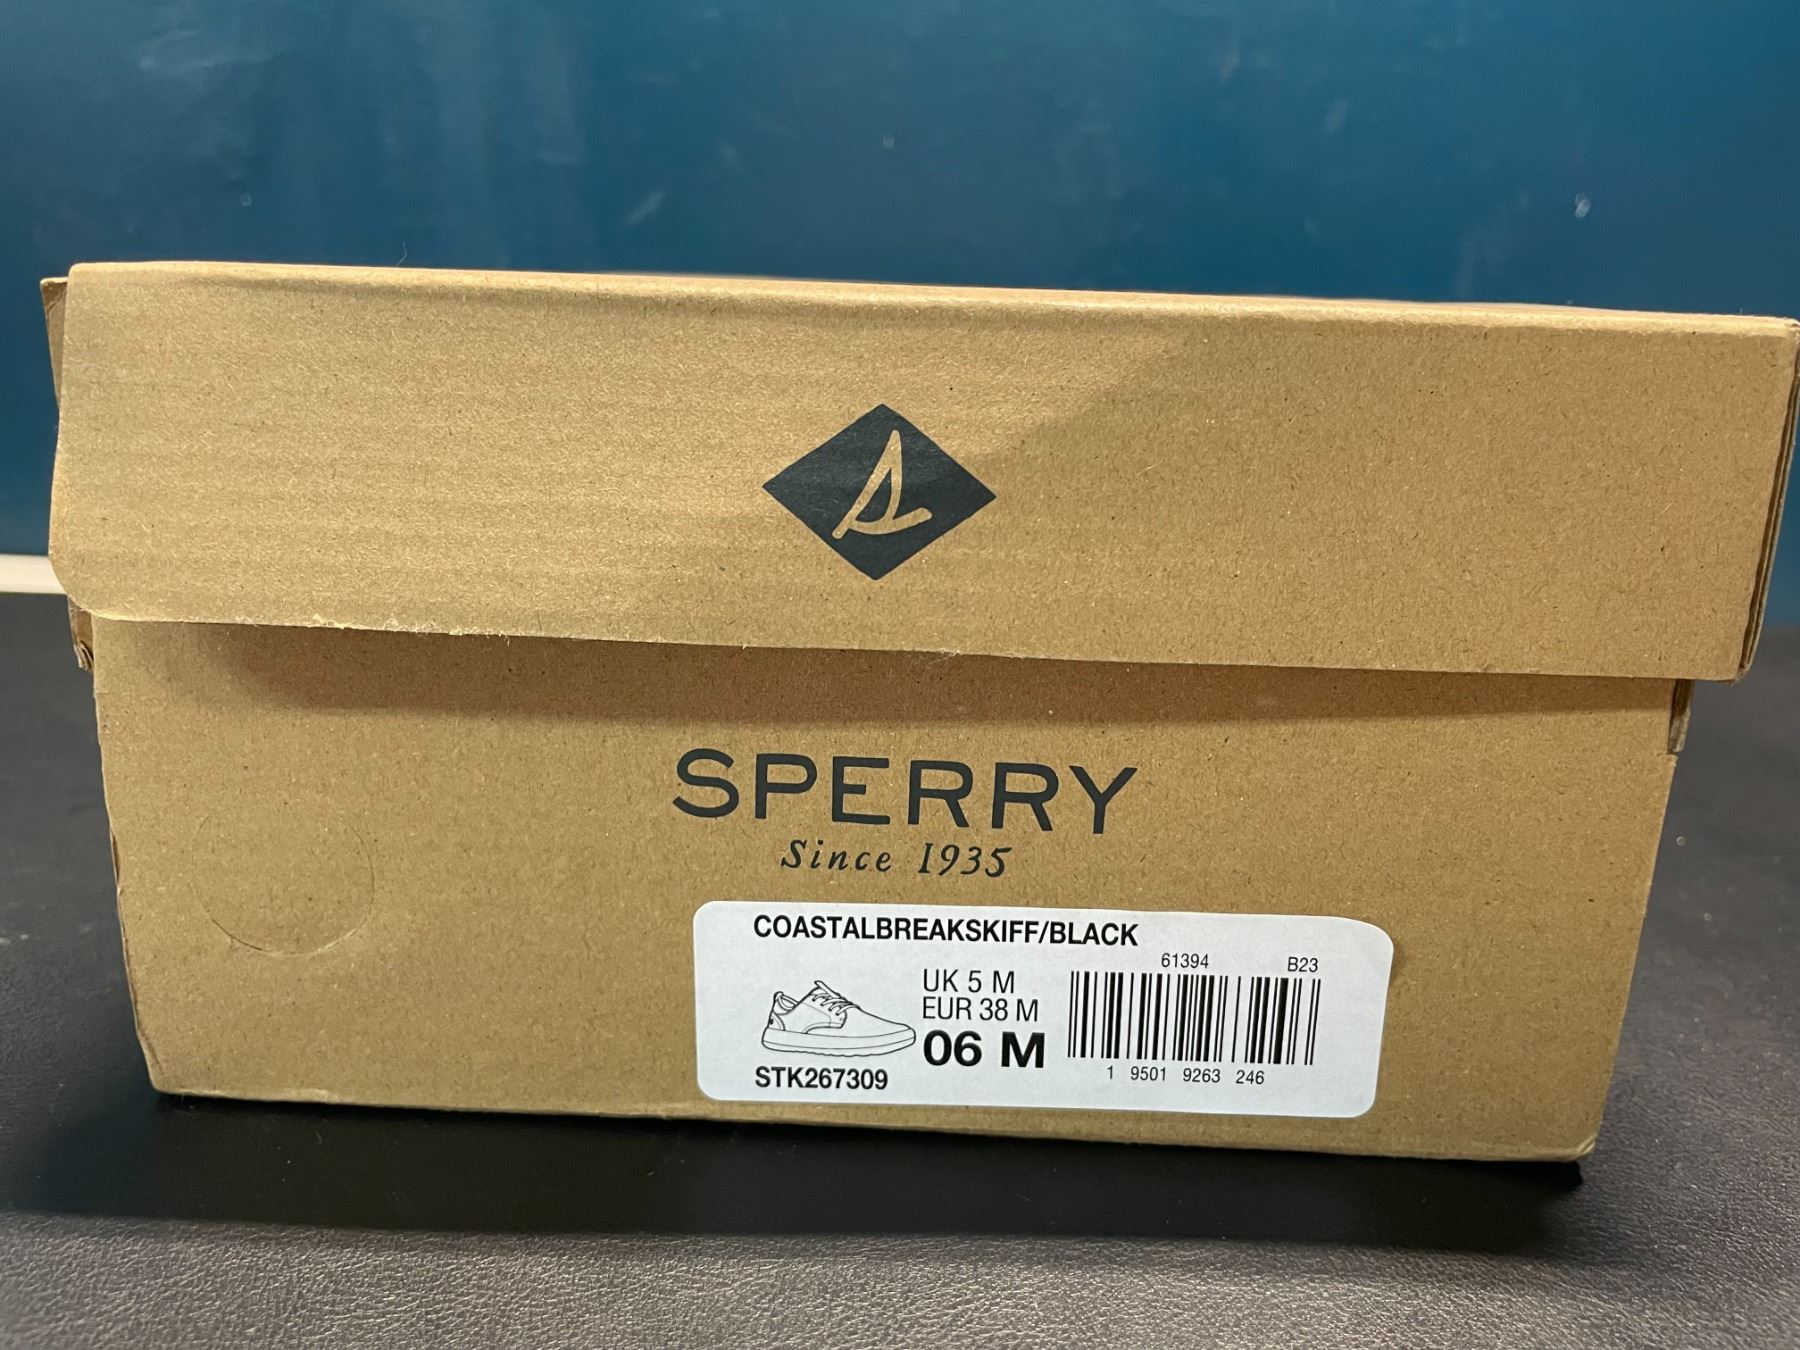 SPERRY
Since 1935
COASTALBREAKSKIFF/BLACK
61394 B23
UK 5 M
EUR 38 M
06 M
STK267309
1 9501 9263 246